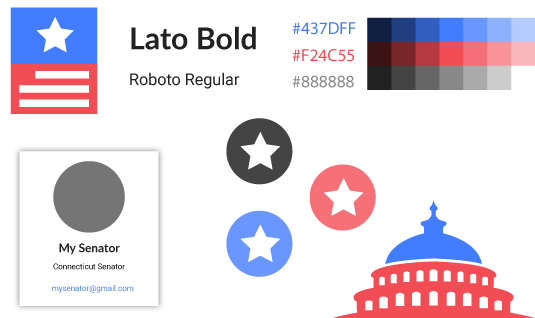 Lato Bold
Roboto Regular
#437DFF
#F24C55
#888888
My Senator
Connecticut Senator
mysenator@gmail.com